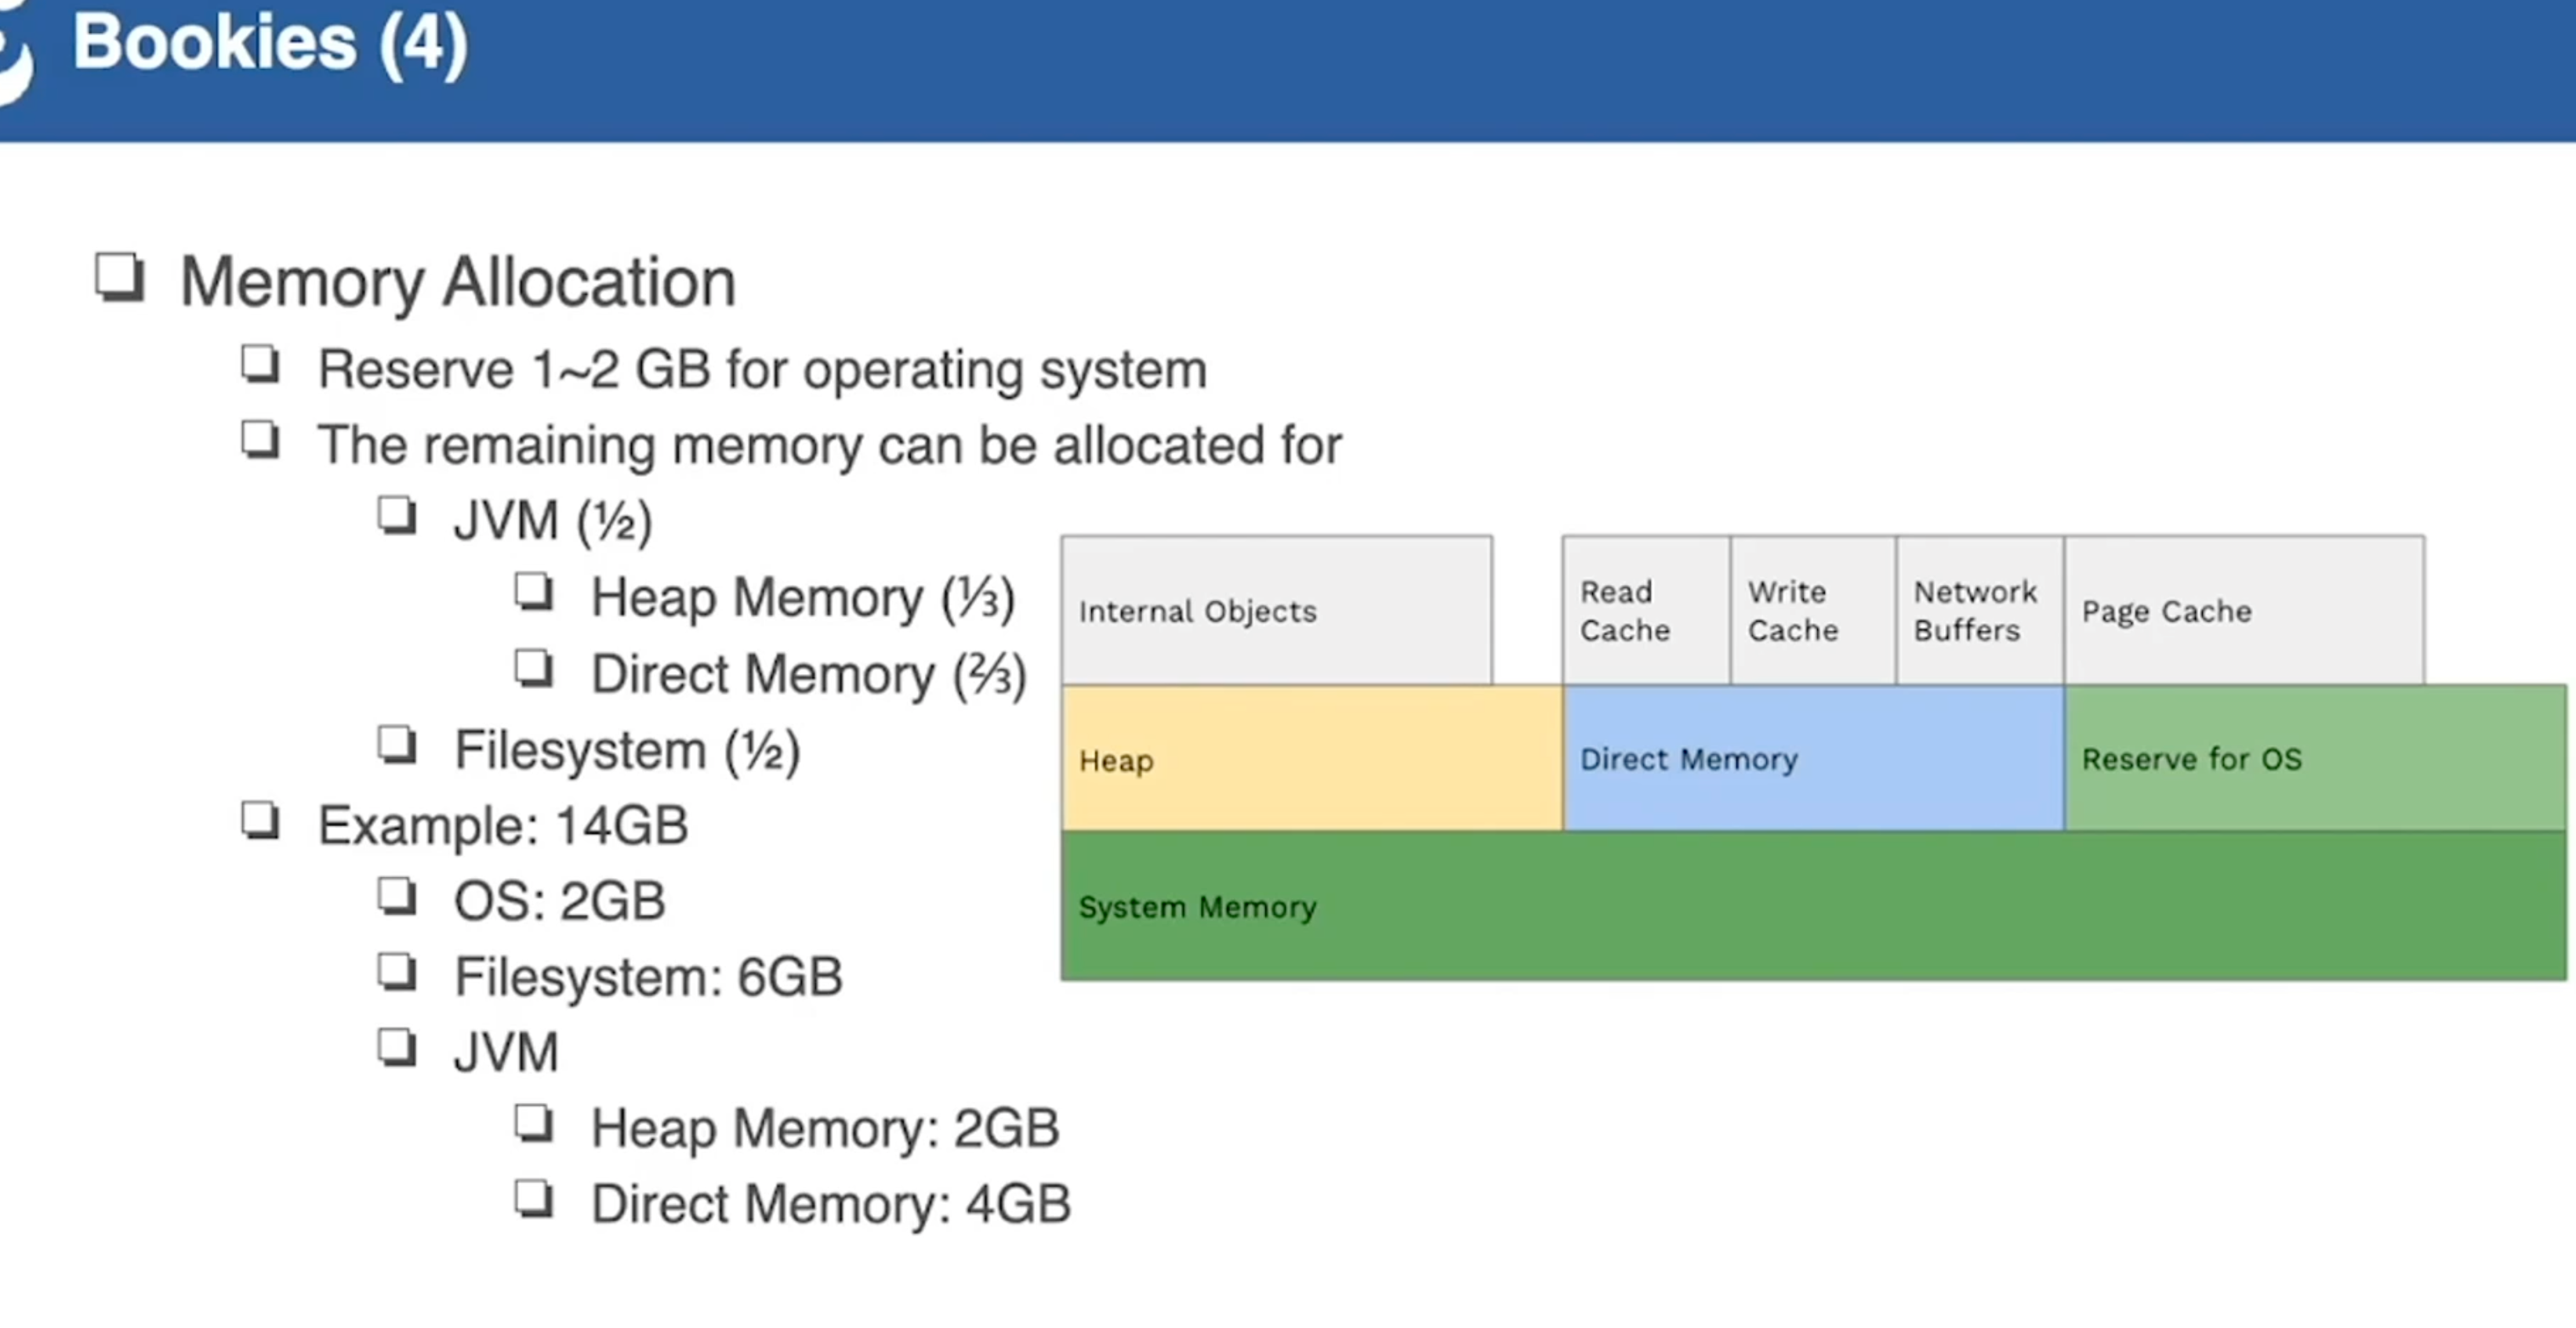 Bookies (4)
Memory Allocation
Reserve 1~2 GB for operating system
The remaining memory can be allocated for
JVM (½)
Heap Memory (⅓)
Direct Memory (⅔)
Filesystem (½)
Example: 14GB
OS: 2GB
Filesystem: 6GB
JVM
Heap Memory: 2GB
Direct Memory: 4GB
Internal Objects
Read
Cache
Write
Cache
Network
Buffers
Page Cache
Heap
Direct Memory
Reserve for OS
System Memory